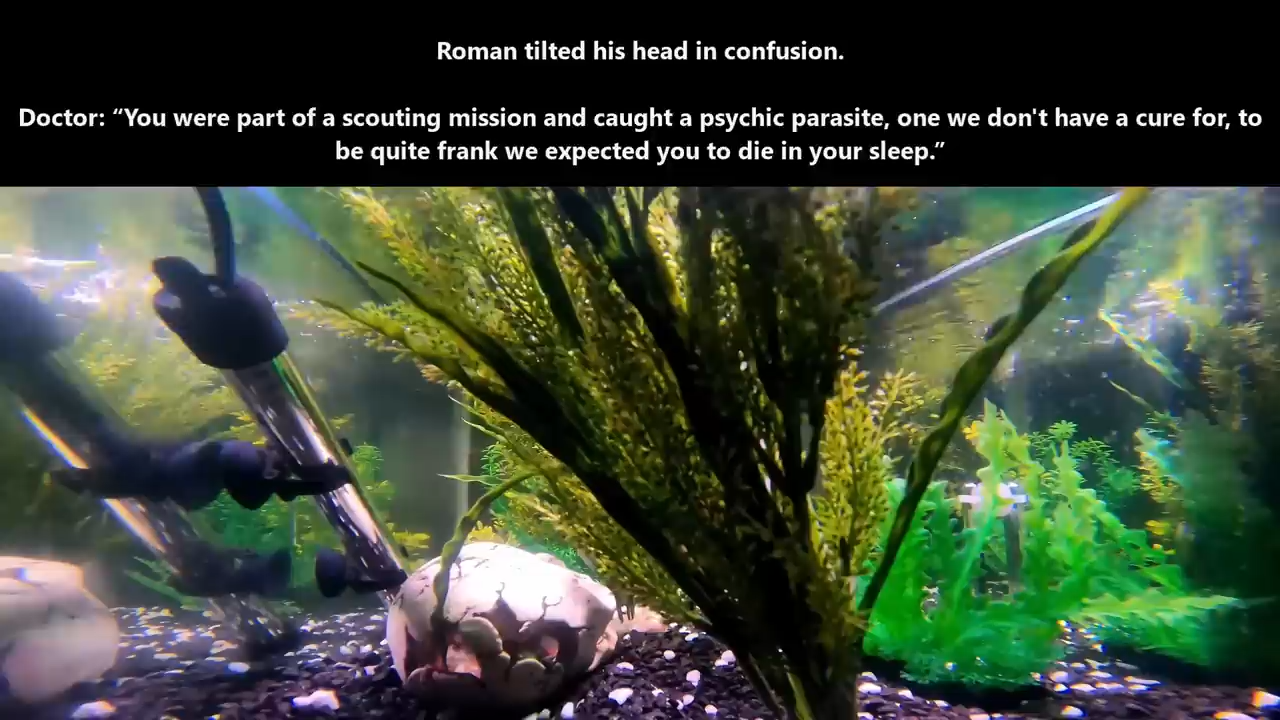 Roman tilted his head in confusion.
Doctor: “You were part of a scouting mission and caught a psychic parasite, one we don't have a cure for, to
be quite frank we expected you to die in your sleep.”